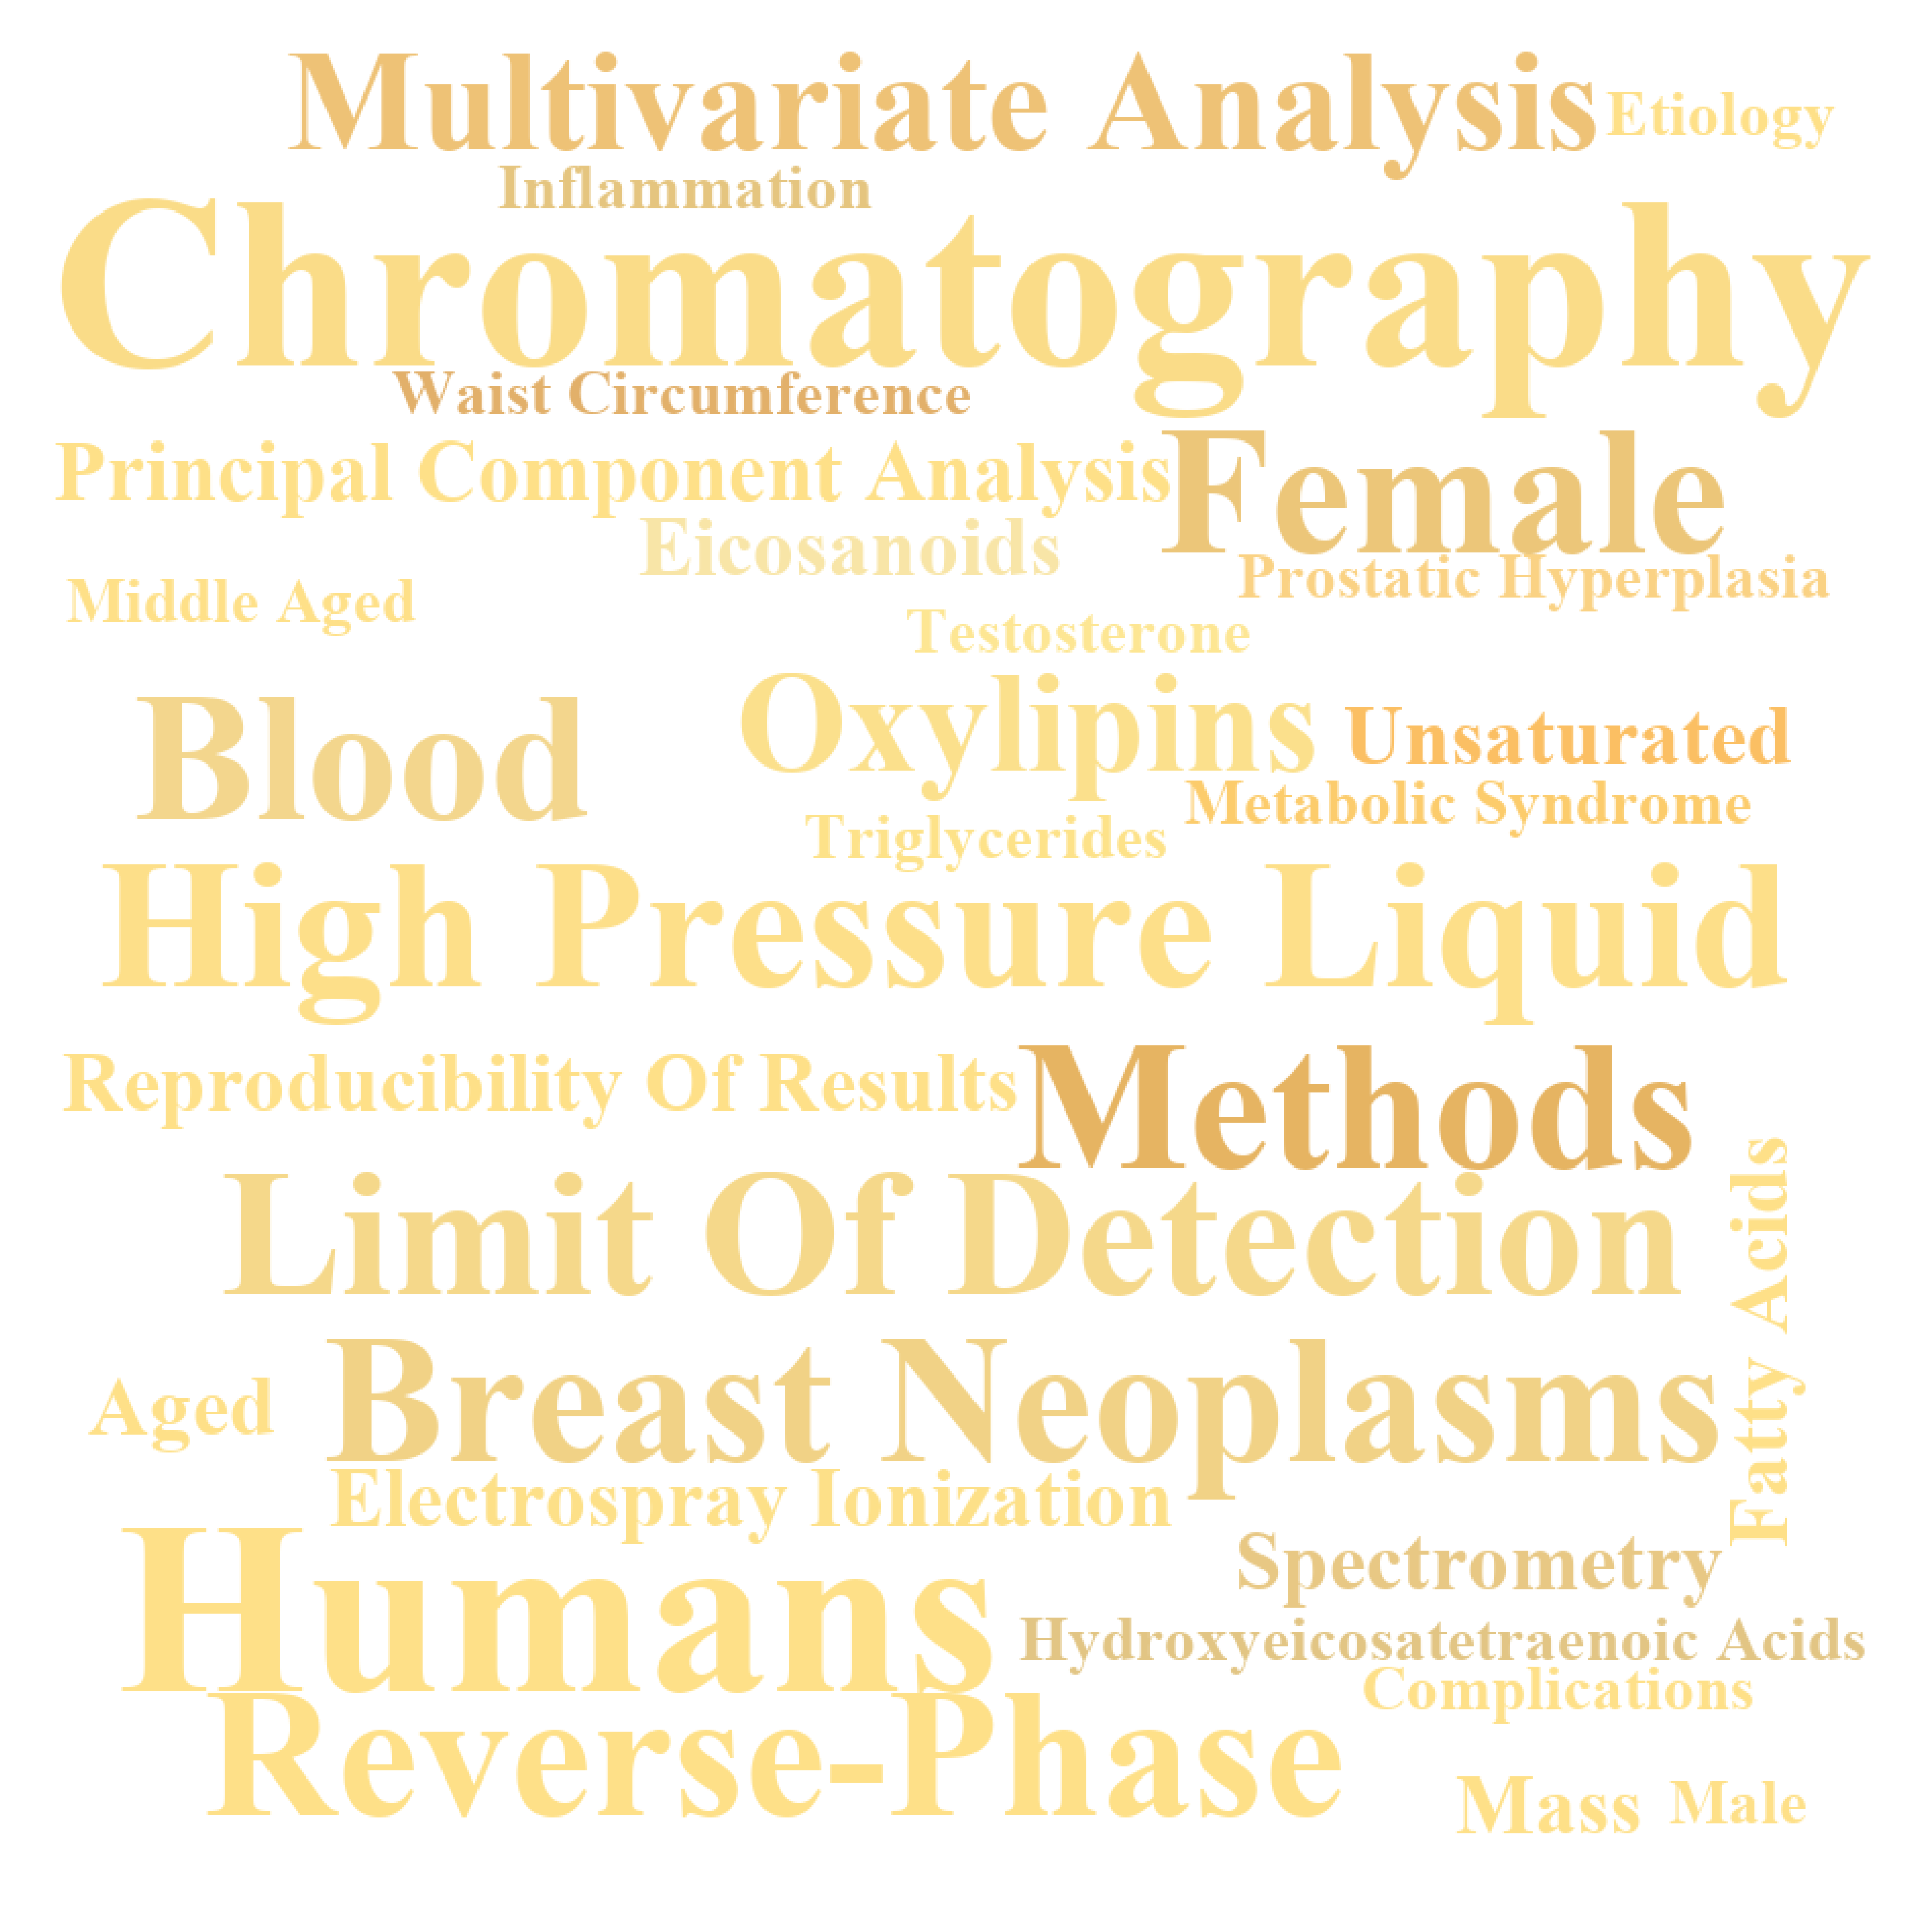 Multivariate Analysis
Etiology
Inflammation
Chromatography
Waist Circumference
Principal Component Analysis
Female
Eicosanoids
Prostatic Hyperplasia
Middle Aged
Testosterone
Blood
Oxylipins
Unsaturated
Metabolic Syndrome
Triglycerides
High Pressure Liquid
Reproducibility Of Results
Methods
Limit Of Detection
Fatty Acids
Breast Neoplasms
Aged
Electrospray Ionization
Humans
Spectrometry
Hydroxyeicosatetraenoic Acids
Complications
Reverse-Phase
Mass
Male